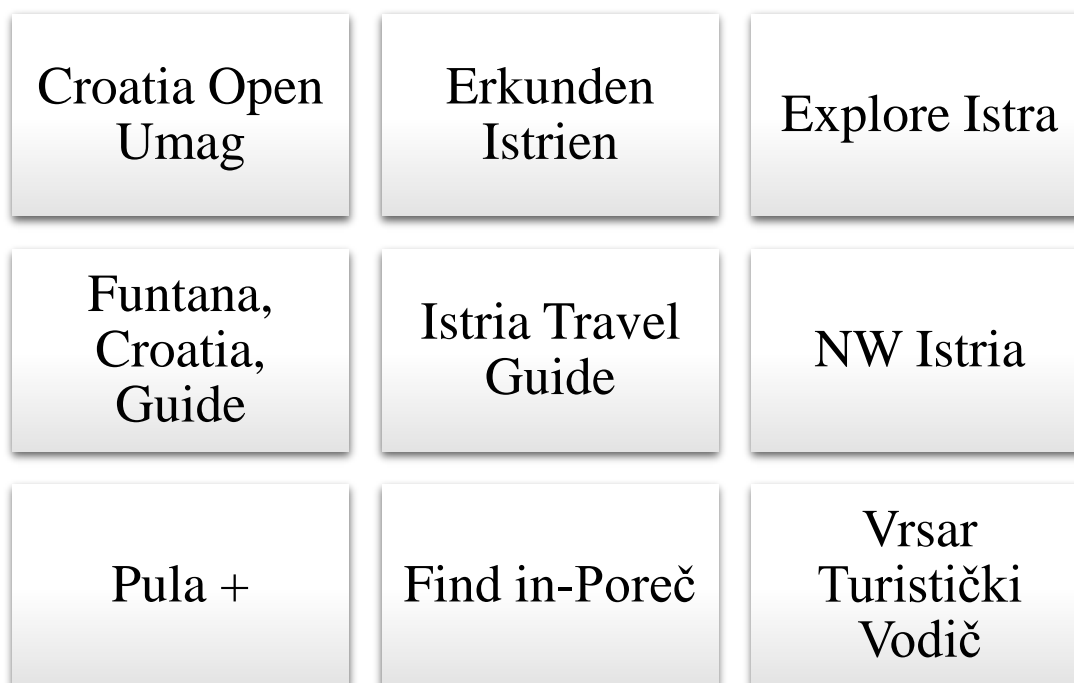 Croatia Open
Umag
Erkunden
Istrien
Explore Istra
Funtana,
Croatia,
Guide
Istria Travel
Guide
NW Istria
Pula +
Find in-Poreč
Vrsar
Turistički
Vodič